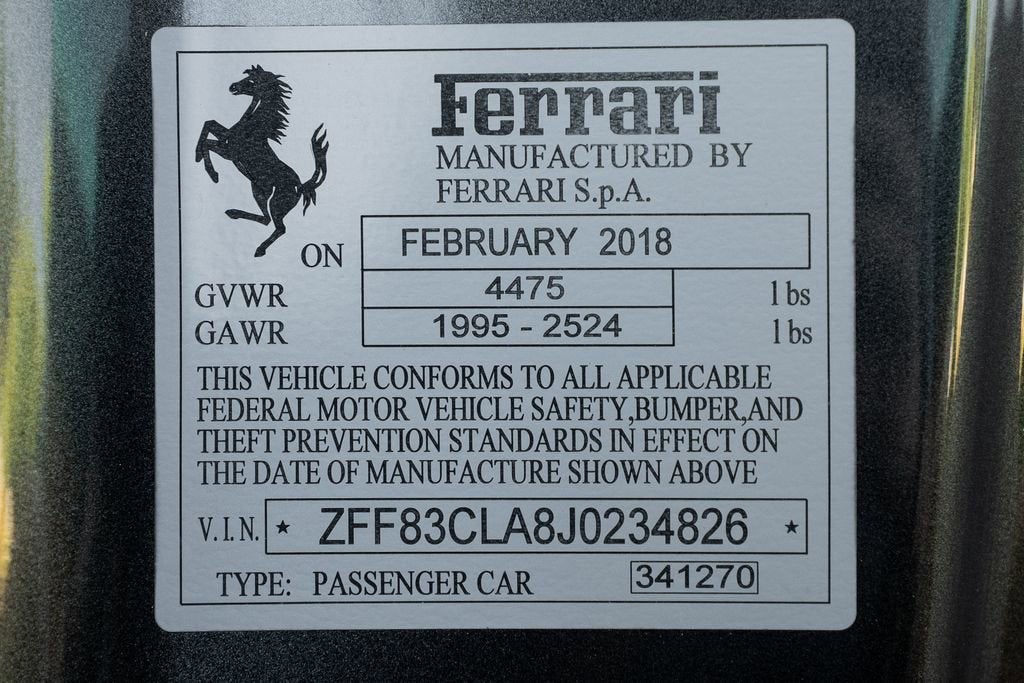 Ferrari
MANUFACTURED BY
FERRARI S.p.A.
ON FEBRUARY 2018
GVWR 4475 lbs
GAWR 1995 - 2524 lbs
THIS VEHICLE CONFORMS TO ALL APPLICABLE
FEDERAL MOTOR VEHICLE SAFETY,BUMPER,AND
THEFT PREVENTION STANDARDS IN EFFECT ON
THE DATE OF MANUFACTURE SHOWN ABOVE
V.I.N. ★ ZFF83CLA8J0234826 ★
TYPE: PASSENGER CAR 341270